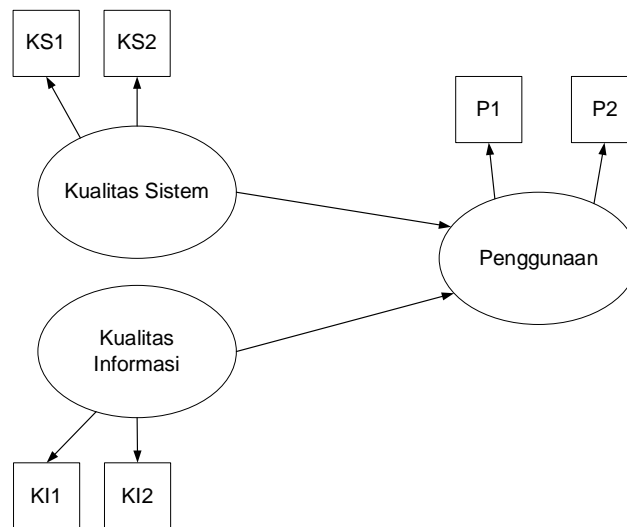 KS1
KS2
P1
P2
Kualitas Sistem
Penggunaan
Kualitas
Informasi
KI1
KI2